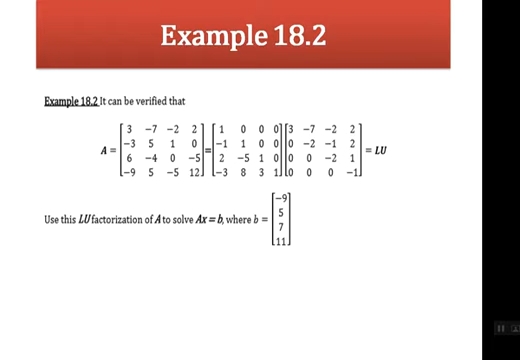 Example 18.2
Example 18.2 It can be verified that
A = [3 −7 −2 2; −3 5 1 0; 6 −4 0 −5; −9 5 −5 12] = [1 0 0 0; −1 1 0 0; 2 −5 1 0; −3 8 3 1] [3 −7 −2 2; 0 −2 −1 2; 0 0 −2 1; 0 0 0 −1] = LU
Use this LU factorization of A to solve Ax = b, where b = [−9; 5; 7; 11]